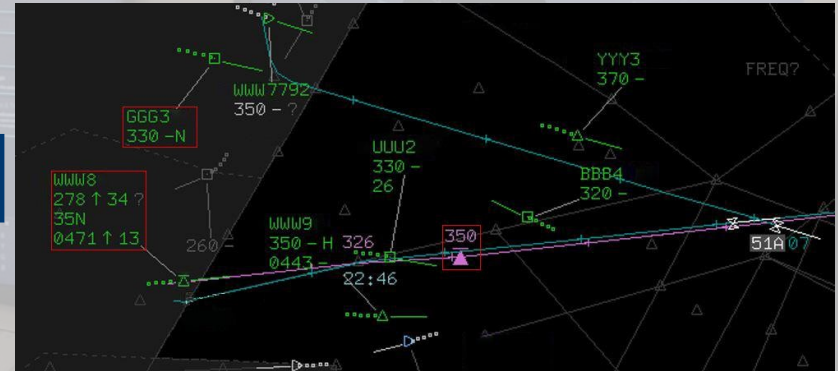 YYY3
370 -
FREQ?
WWW7792
350 - ?
GGG3
330 -N
UUU2
330 -
26
BBB4
320 -
WWW8
278 ↑ 34 ?
35N
0471 ↑ 13
WWW9
350 - H
0443 -
326
350
260 -
22:46
51A 07